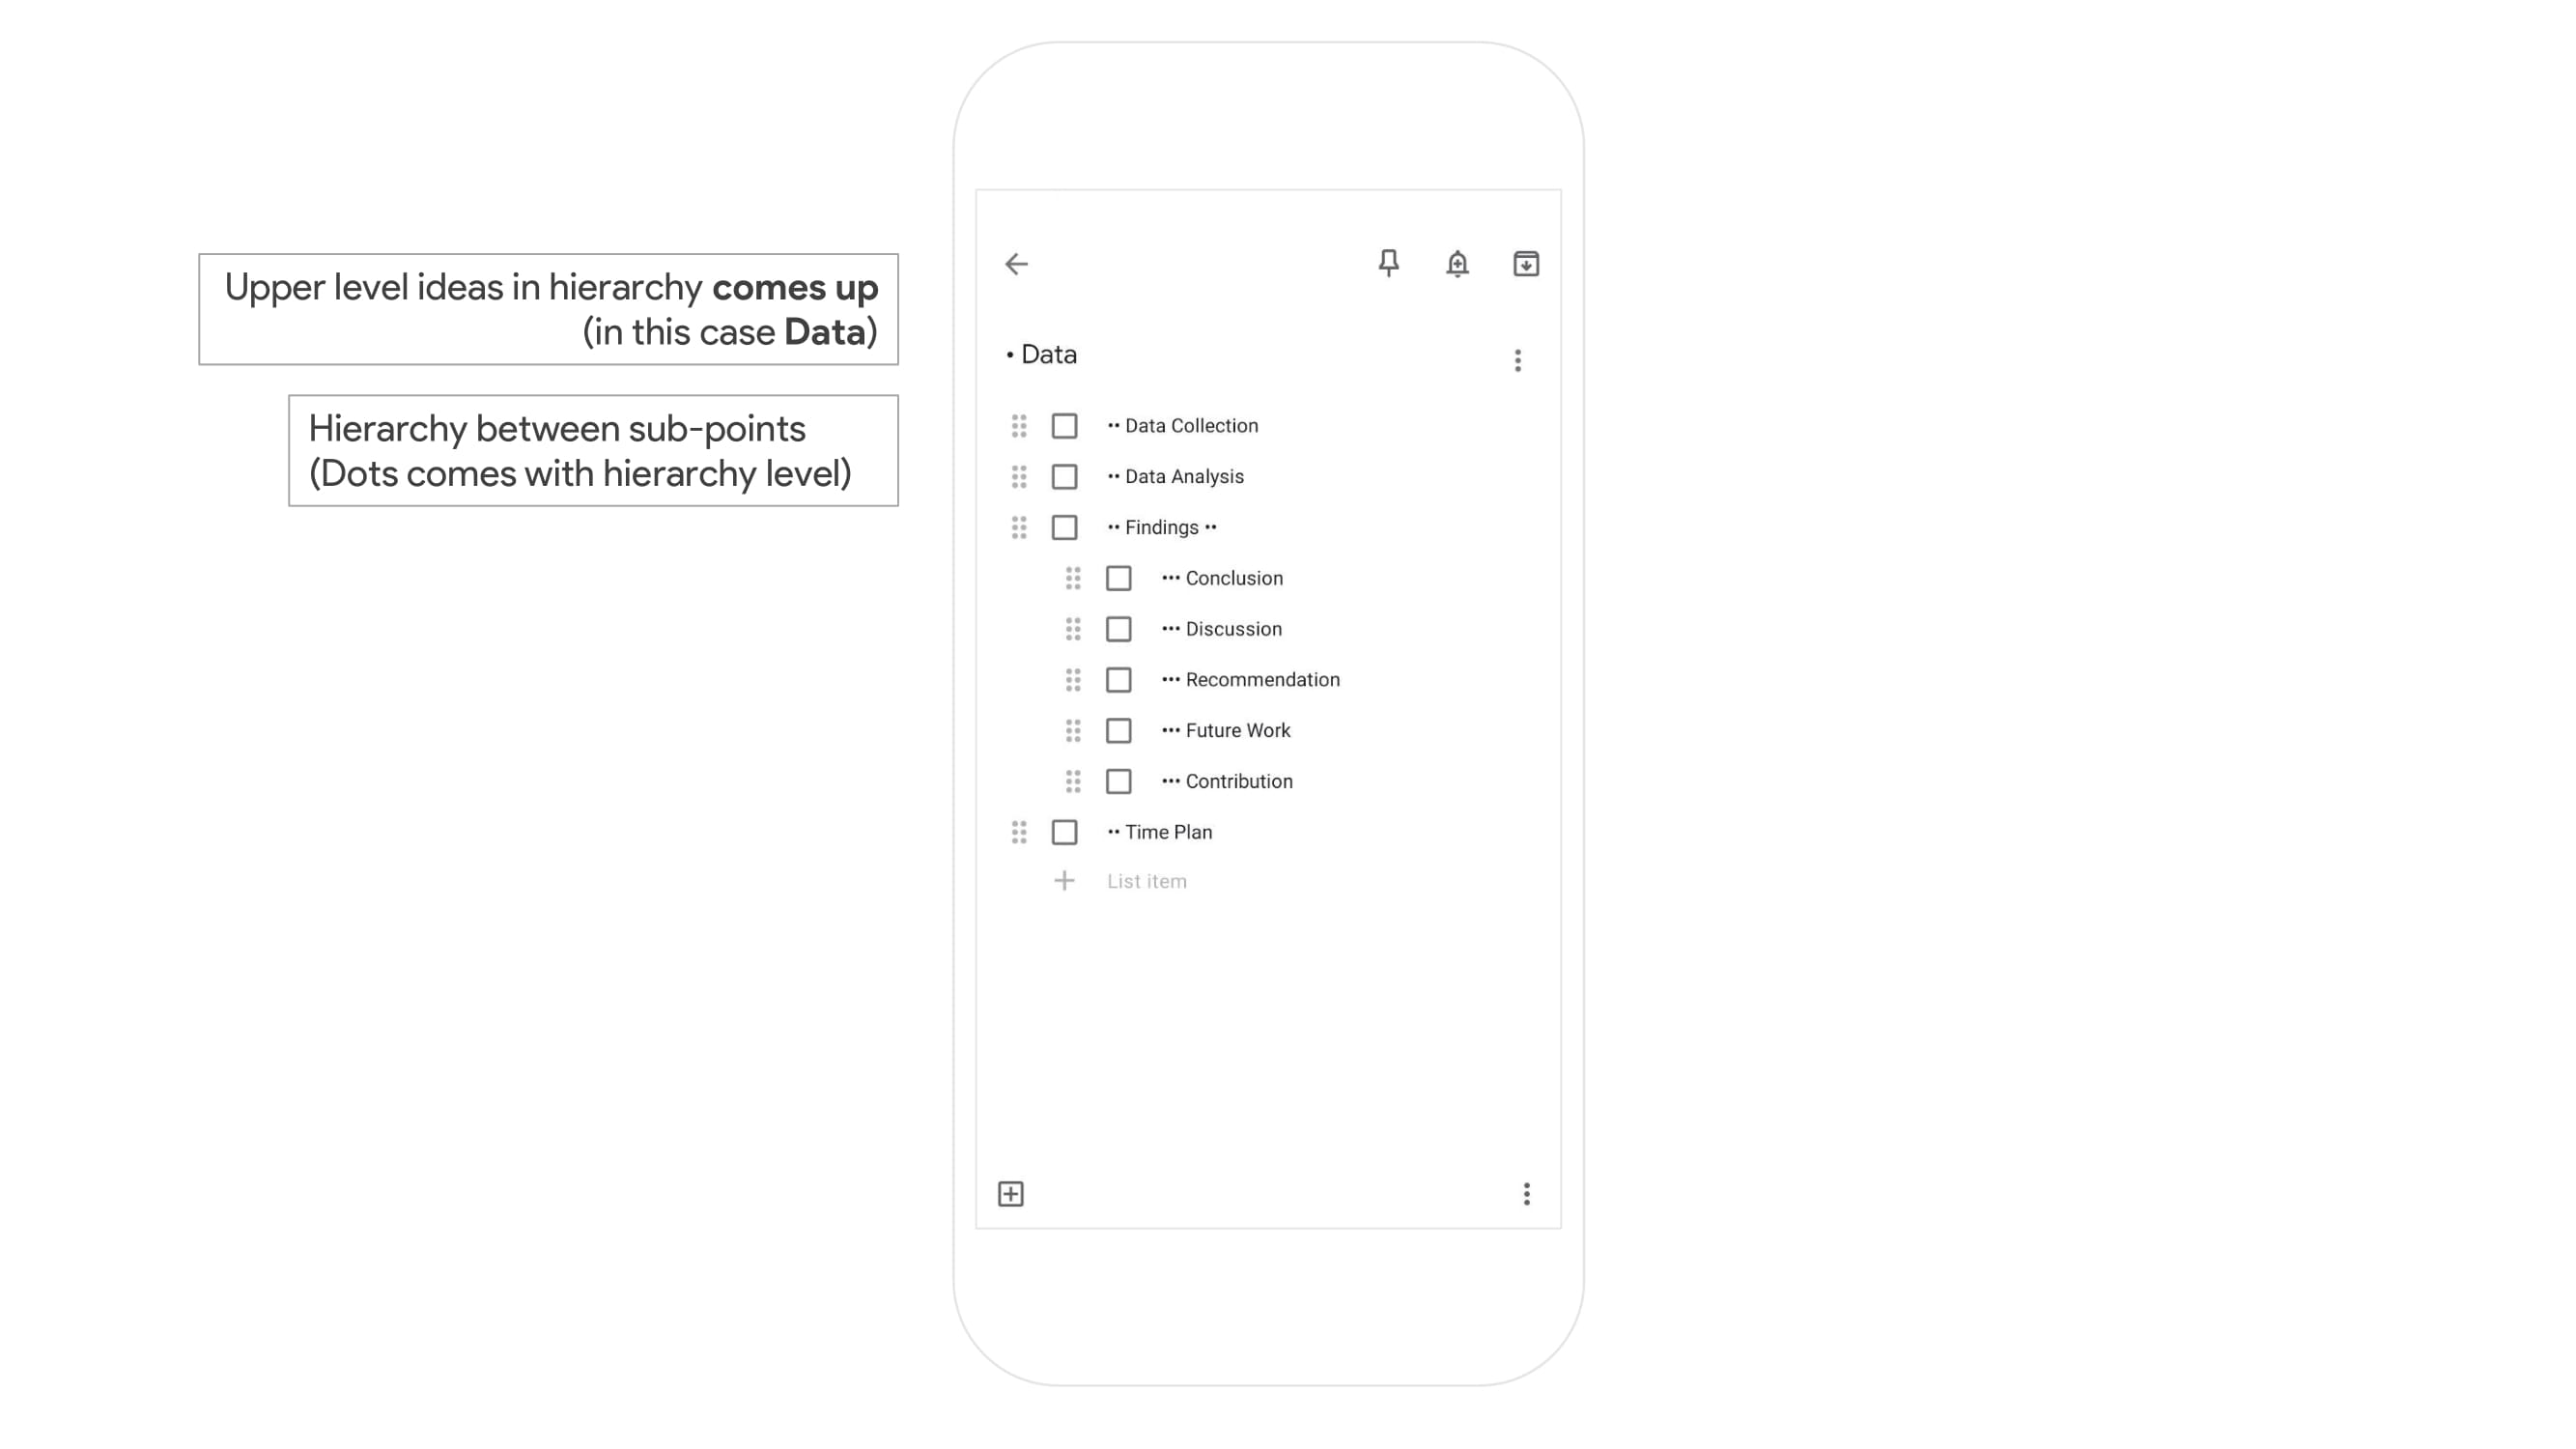 Upper level ideas in hierarchy comes up
(in this case Data)
Hierarchy between sub-points
(Dots comes with hierarchy level)
• Data
•• Data Collection
•• Data Analysis
•• Findings ••
••• Conclusion
••• Discussion
••• Recommendation
••• Future Work
••• Contribution
•• Time Plan
List item